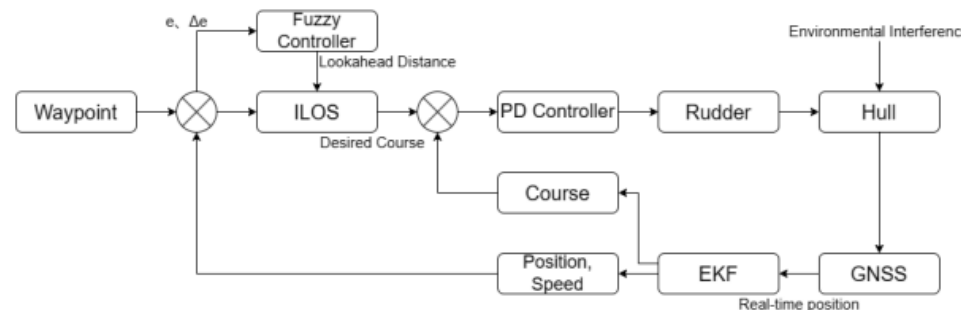 e、Δe
Fuzzy
Controller
Environmental Interferenc
Lookahead Distance
Waypoint
ILOS
PD Controller
Rudder
Hull
Desired Course
Course
Position,
Speed
EKF
GNSS
Real-time position